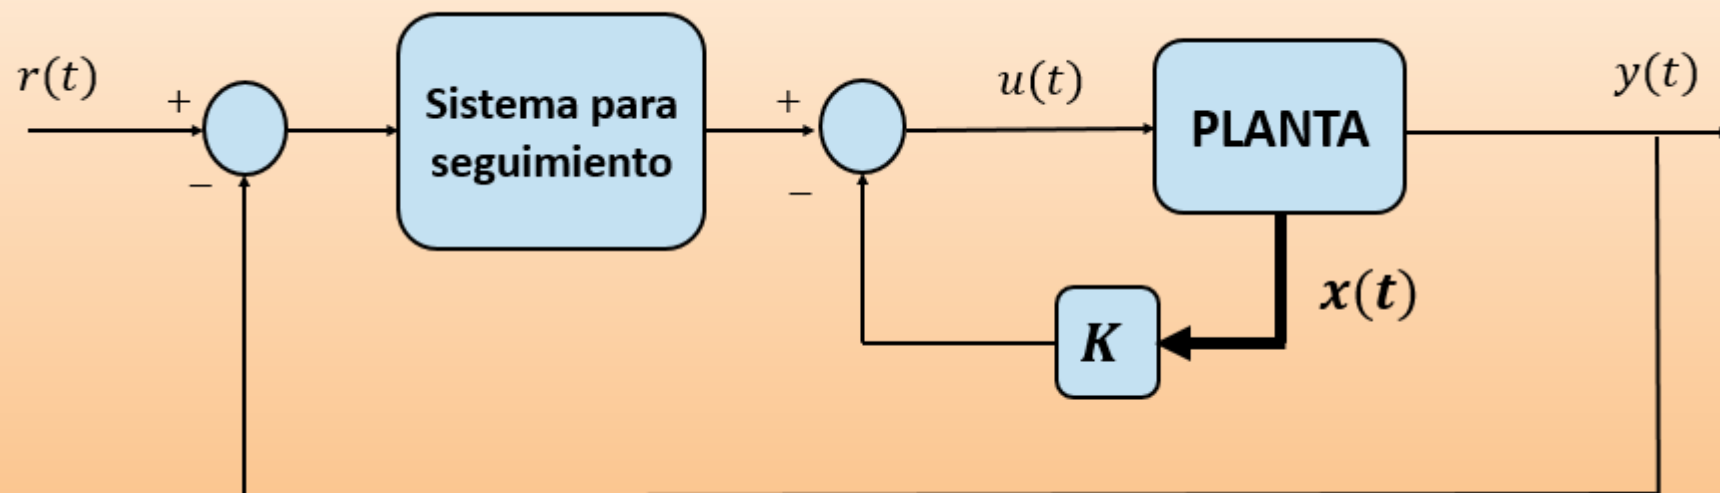 r(t)
+
−
Sistema para
seguimiento
+
−
u(t)
PLANTA
y(t)
x(t)
K